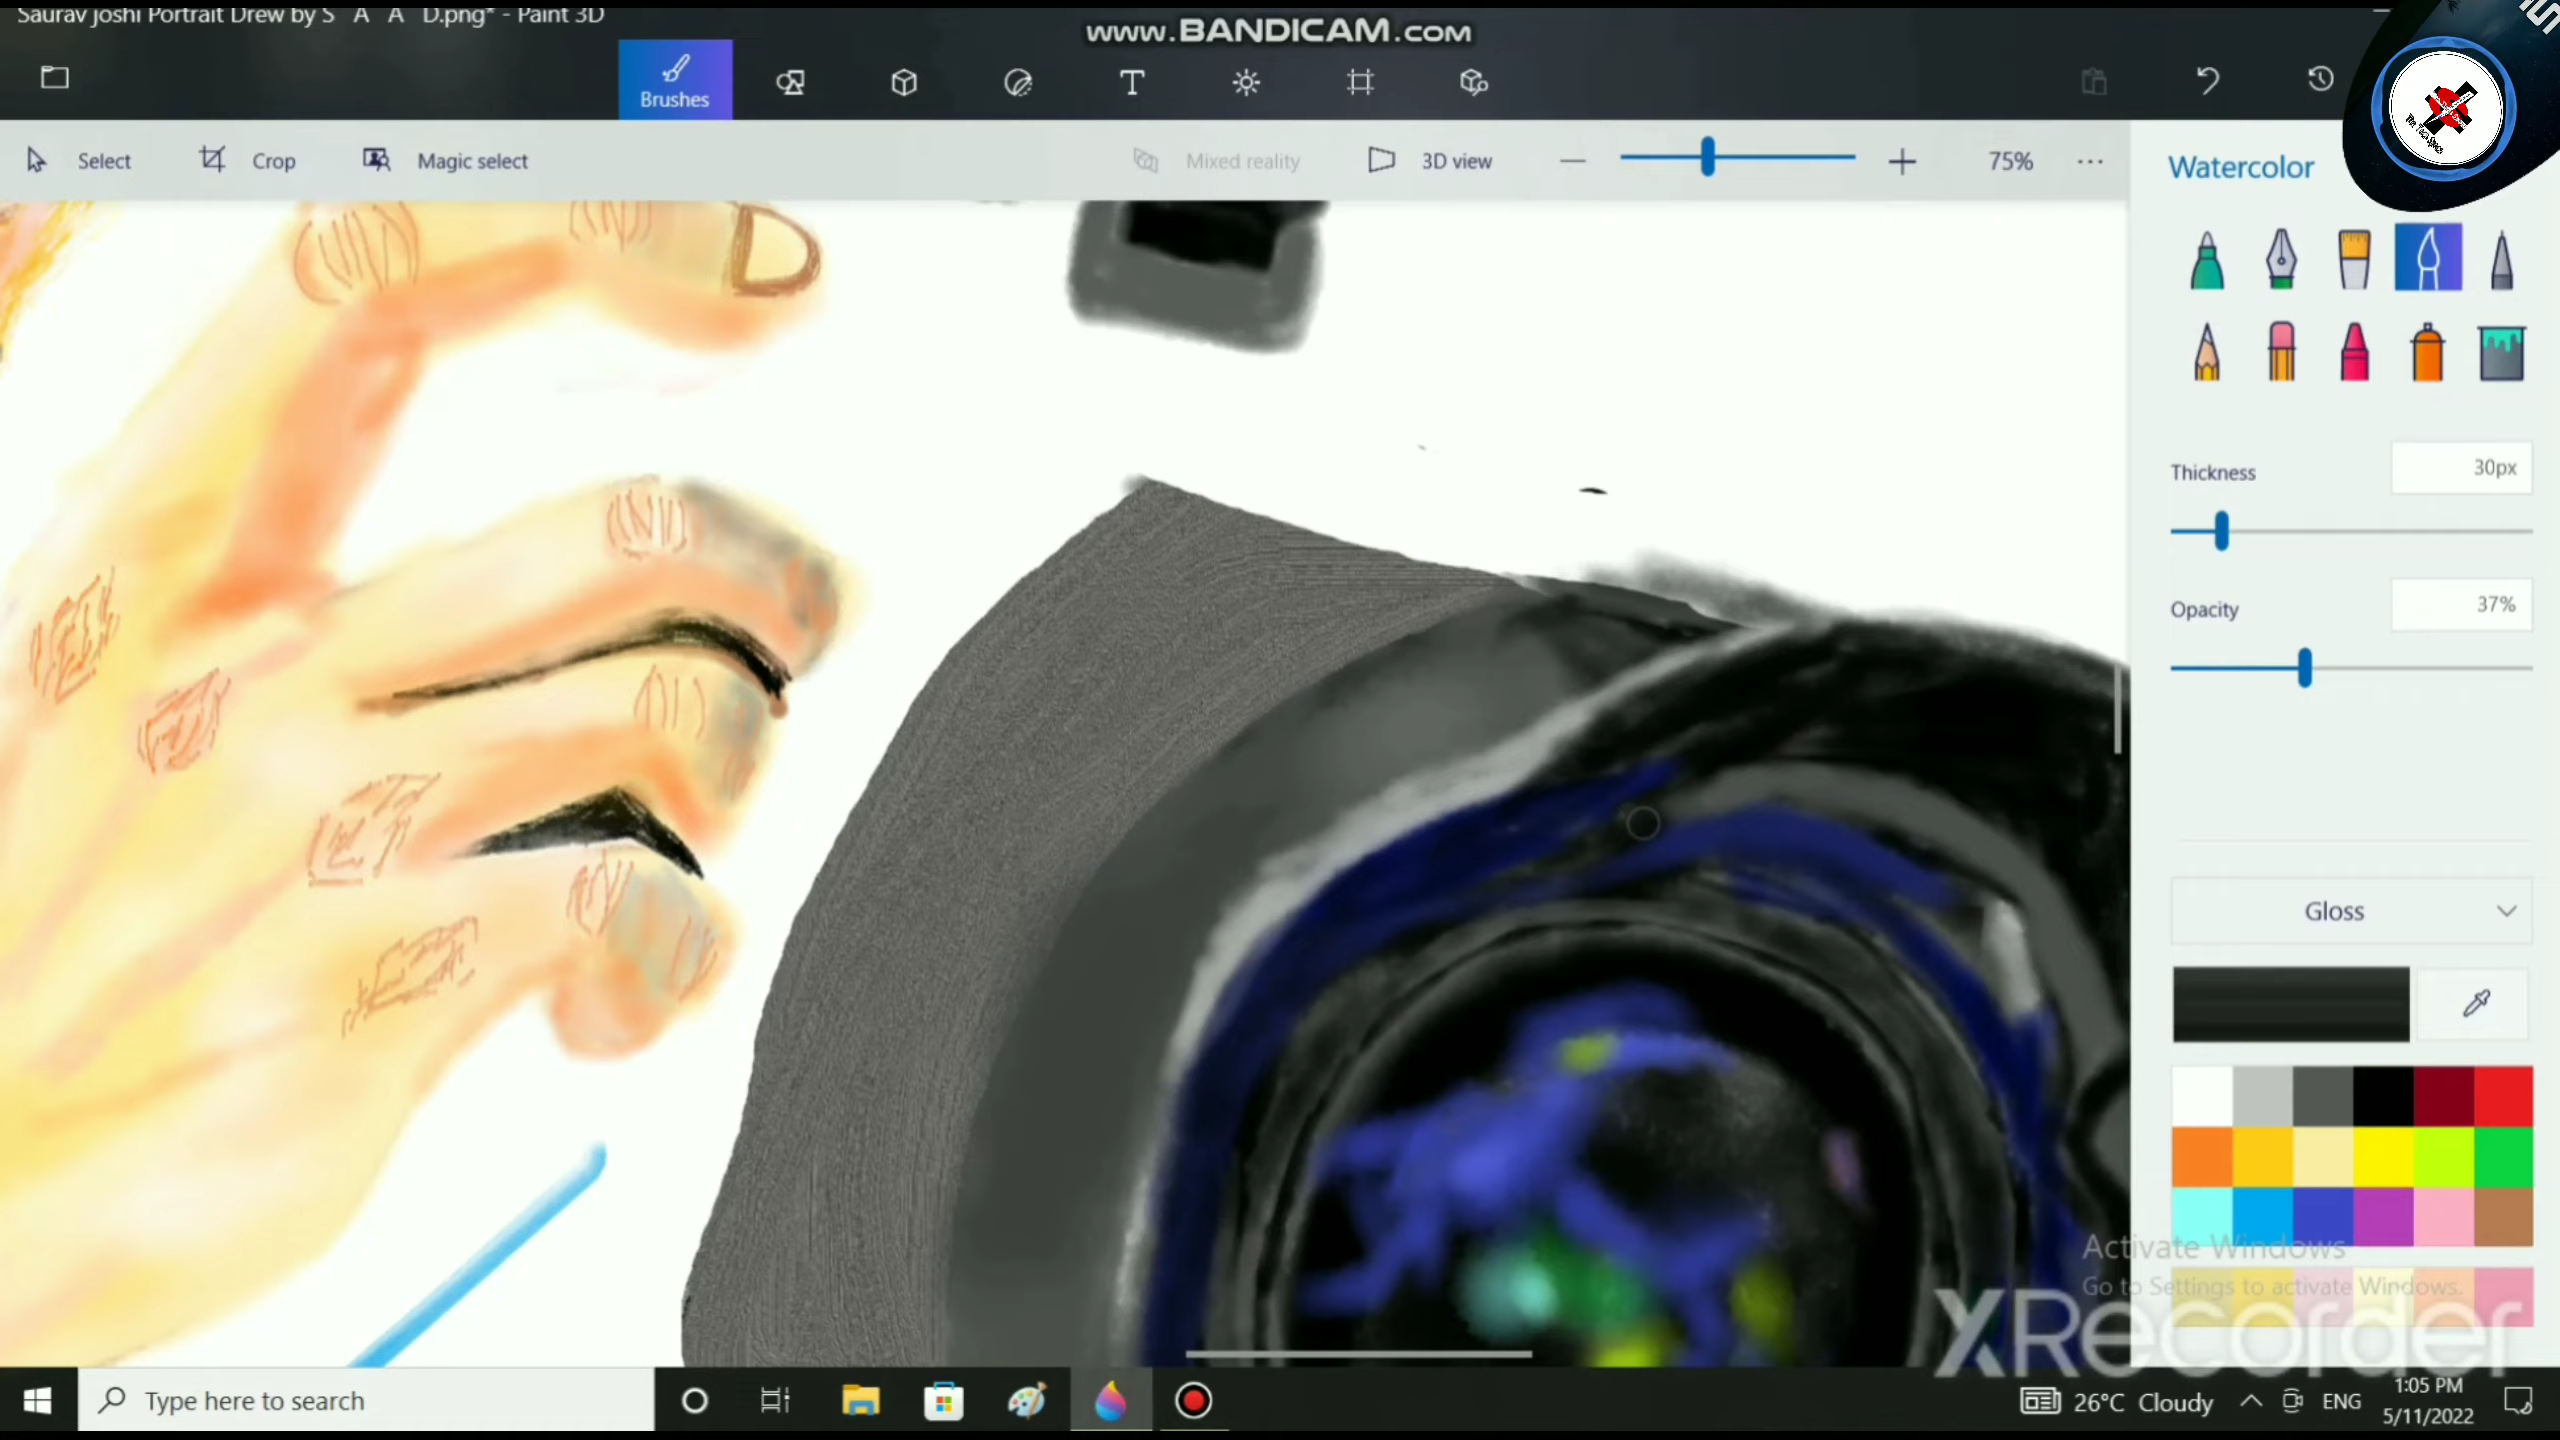 Saurav joshi Portrait Drew by S A A D.png* - Paint 3D
www.BANDICAM.com
Brushes
Select
Crop
Magic select
Mixed reality
3D view
75%
Watercolor
Thickness
30px
Opacity
37%
Gloss
Activate Windows
Go to Settings to activate Windows.
XRecorder
Type here to search
26°C Cloudy
ENG
1:05 PM
5/11/2022